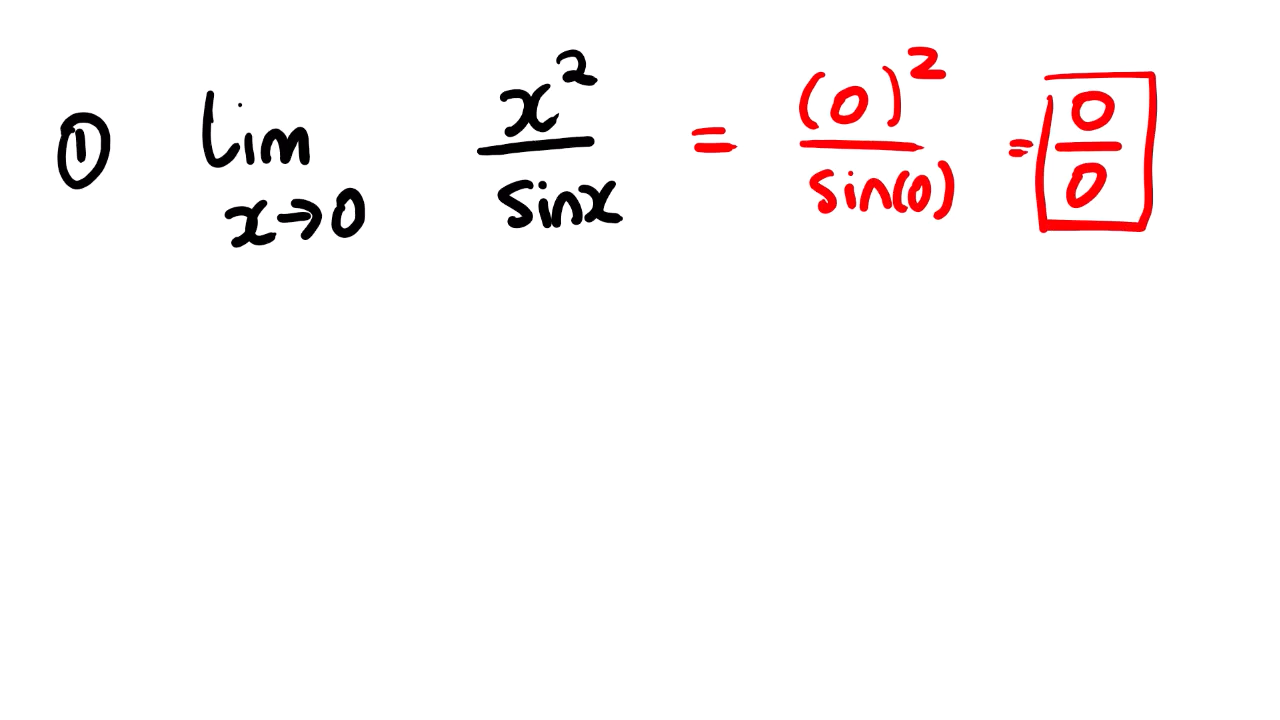 ① lim x→0 x²/sinx = (0)²/sin(0) = 0/0